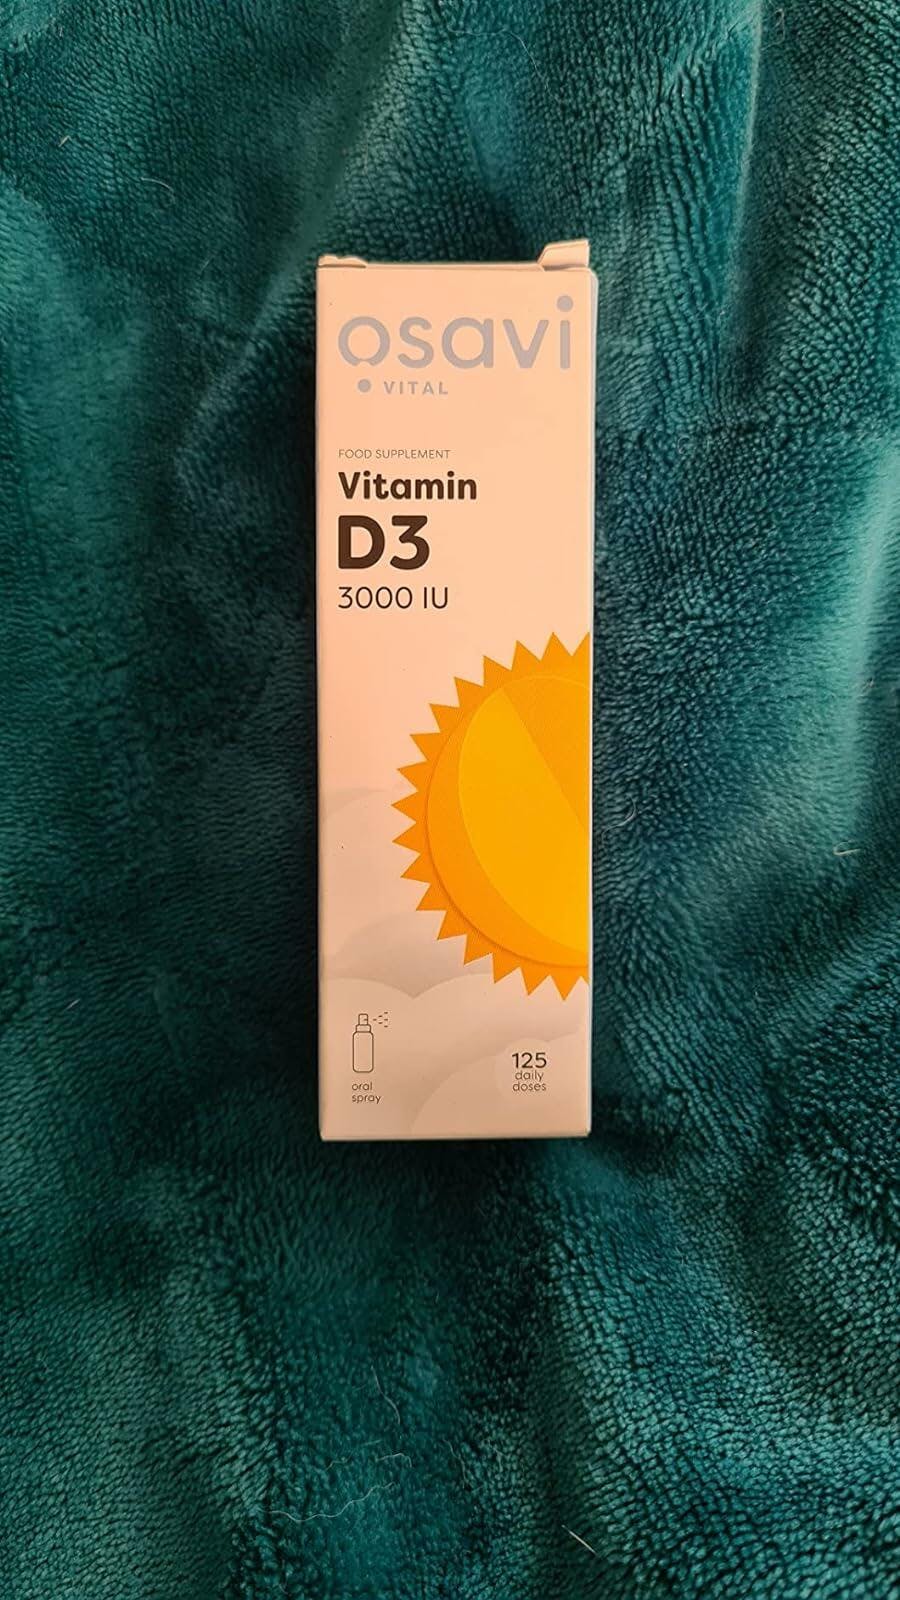 osavi
VITAL
FOOD SUPPLEMENT
Vitamin
D3
3000 IU
oral
spray
125
daily
doses